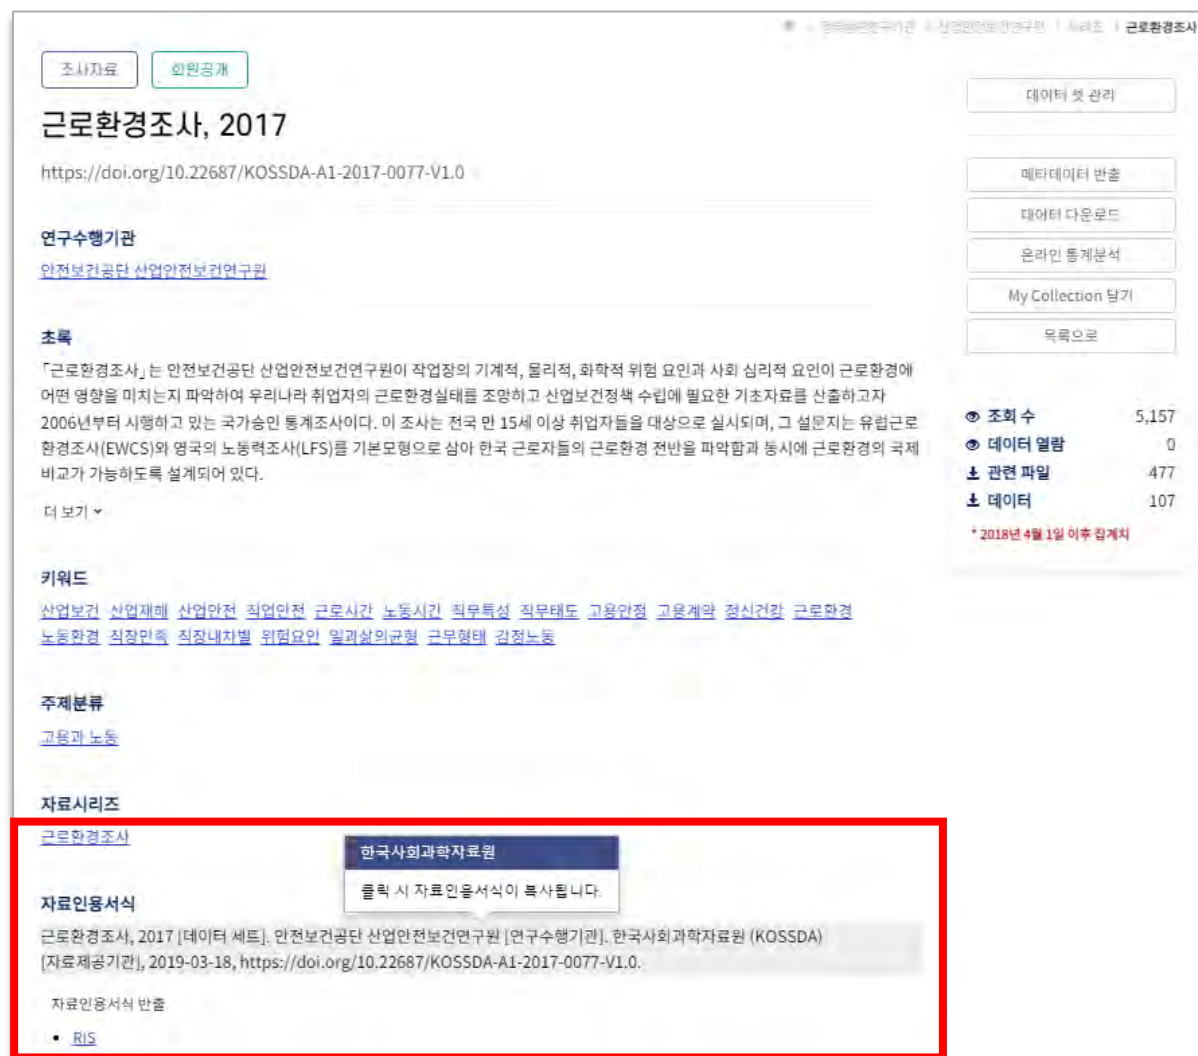 근로환경조사
조사자료
회원공개
근로환경조사, 2017
https://doi.org/10.22687/KOSSDA-A1-2017-0077-V1.0
연구수행기관
안전보건공단 산업안전보건연구원
초록
「근로환경조사」는 안전보건공단 산업안전보건연구원이 작업장의 기계적, 물리적, 화학적 위험 요인과 사회 심리적 요인이 근로환경에
어떤 영향을 미치는지 파악하여 우리나라 취업자의 근로환경실태를 조망하고 산업보건정책 수립에 필요한 기초자료를 산출하고자
2006년부터 시행하고 있는 국가승인 통계조사이다. 이 조사는 전국 만 15세 이상 취업자들을 대상으로 실시되며, 그 설문지는 유럽근로
환경조사(EWCS)와 영국의 노동력조사(LFS)를 기본모형으로 삼아 한국 근로자들의 근로환경 전반을 파악함과 동시에 근로환경의 국제
비교가 가능하도록 설계되어 있다.
더 보기
키워드
산업보건 산업재해 산업안전 직업안전 근로시간 노동시간 직무특성 직무태도 고용안정 고용계약 정신건강 근로환경
노동환경 직장만족 직장내차별 위험요인 일과삶의균형 근무형태 감정노동
주제분류
고용과 노동
자료시리즈
근로환경조사
한국사회과학자료원
클릭 시 자료인용서식이 복사됩니다.
자료인용서식
근로환경조사, 2017 [데이터 세트]. 안전보건공단 산업안전보건연구원 [연구수행기관]. 한국사회과학자료원 (KOSSDA)
[자료제공기관], 2019-03-18, https://doi.org/10.22687/KOSSDA-A1-2017-0077-V1.0.
자료인용서식 반출
• RIS
데이터 셋 관리
메타데이터 반출
데이터 다운로드
온라인 통계분석
My Collection 담기
목록으로
조회 수 5,157
데이터 열람 0
관련 파일 477
데이터 107
* 2018년 4월 1일 이후 집계치